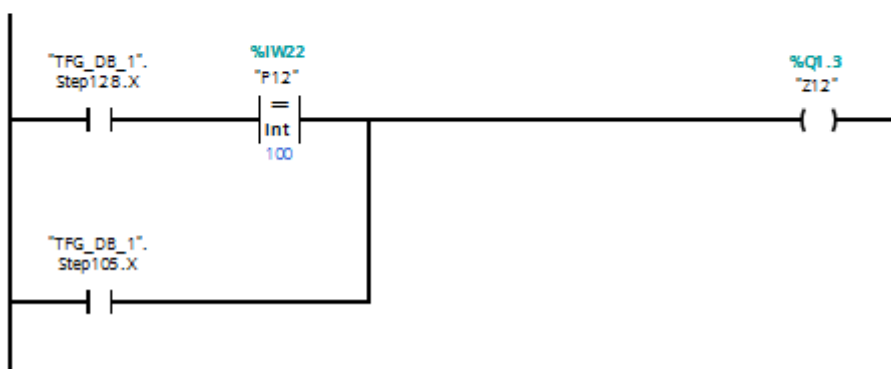 "TFG_DB_1".
Step128.X
%IW22
"P12"
=
Int
100
%Q1.3
"Z12"
"TFG_DB_1".
Step105.X